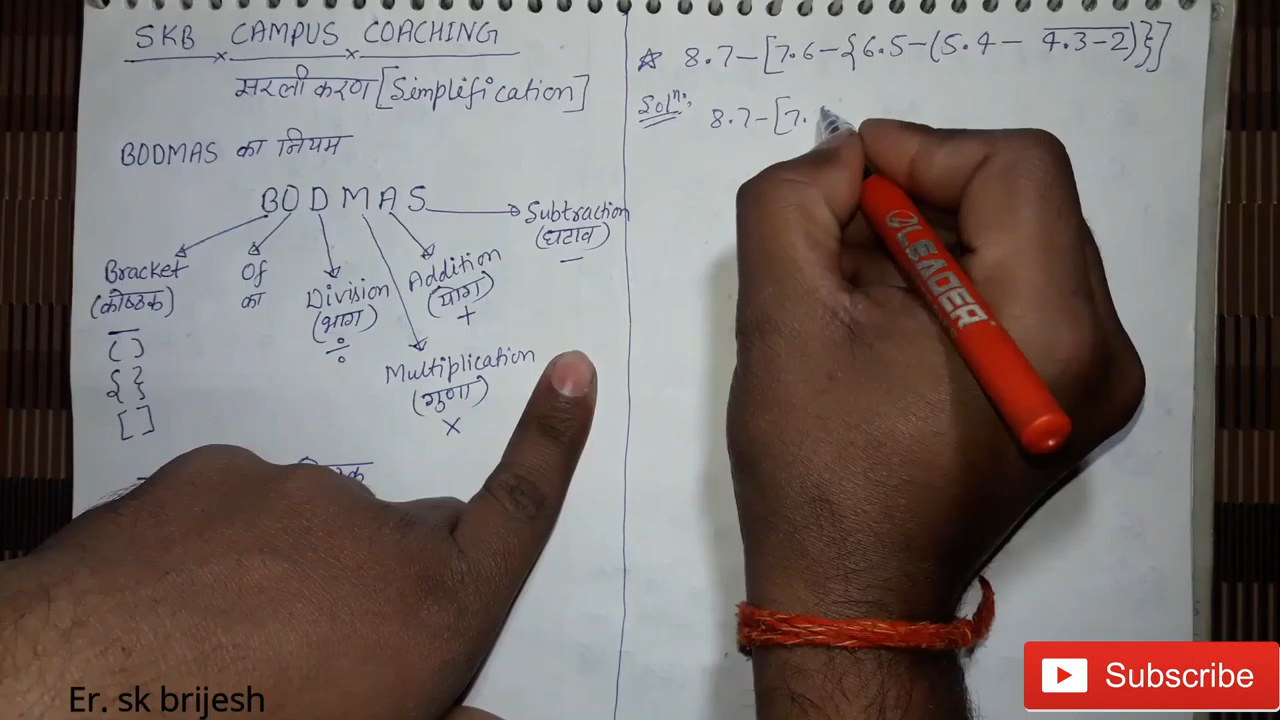 SKB CAMPUS COACHING
सरलीकरण [Simplification]
BODMAS का नियम
BODMAS
Subtraction
(घटाव)
−
Bracket
(कोष्ठक)
—
( )
{ }
[ ]
Of
का
Division
(भाग)
÷
Addition
(योग)
+
Multiplication
(गुणा)
×
☆ 8.7−[7.6−{6.5−(5.4− 4.3−2)}]
Solⁿ: 8.7−[7.
LEADER
Er. sk brijesh
Subscribe